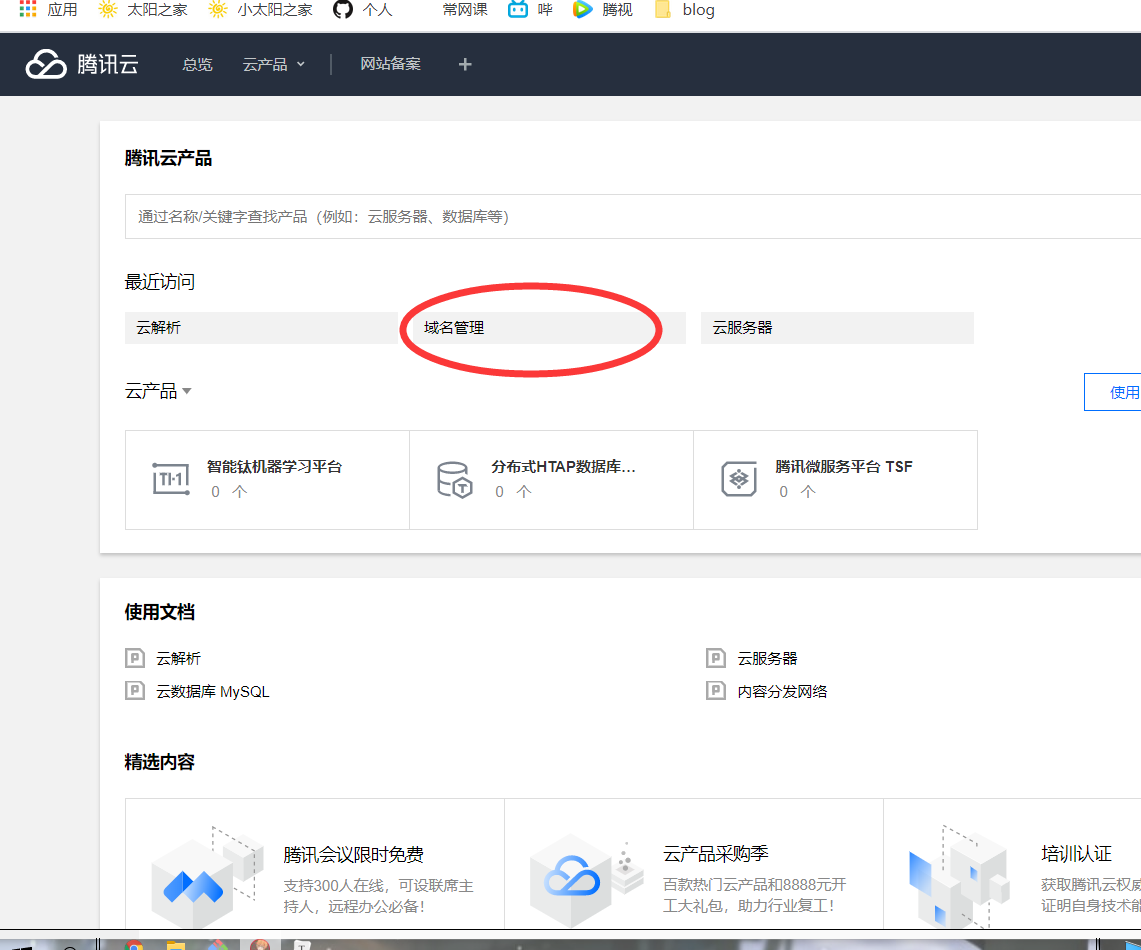 应用 太阳之家 小太阳之家 个人 常网课 哔 腾视 blog
腾讯云 总览 云产品 网站备案
腾讯云产品
通过名称/关键字查找产品（例如：云服务器、数据库等）
最近访问
云解析 域名管理 云服务器
云产品 使用
智能钛机器学习平台 分布式HTAP数据库... 腾讯微服务平台 TSF
0 个 0 个 0 个
使用文档
云解析 云服务器
云数据库 MySQL 内容分发网络
精选内容
腾讯会议限时免费 云产品采购季 培训认证
支持300人在线，可设联席主 百款热门云产品和8888元开 获取腾讯云权威
持人，远程办公必备！ 工大礼包，助力行业复工！ 证明自身技术能